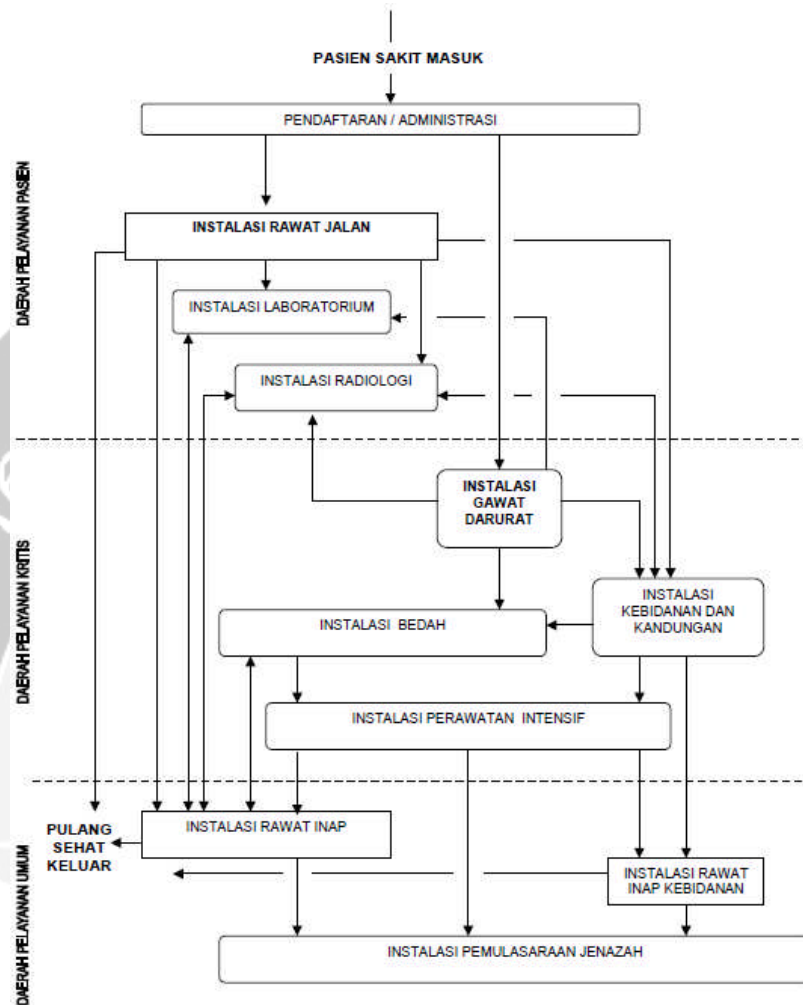 PASIEN SAKIT MASUK
PENDAFTARAN / ADMINISTRASI
DAERAH PELAYANAN PASIEN
INSTALASI RAWAT JALAN
INSTALASI LABORATORIUM
INSTALASI RADIOLOGI
DAERAH PELAYANAN KRITIS
INSTALASI
GAWAT
DARURAT
INSTALASI
KEBIDANAN DAN
KANDUNGAN
INSTALASI BEDAH
INSTALASI PERAWATAN INTENSIF
DAERAH PELAYANAN UMUM
PULANG
SEHAT
KELUAR
INSTALASI RAWAT INAP
INSTALASI RAWAT
INAP KEBIDANAN
INSTALASI PEMULASARAAN JENAZAH